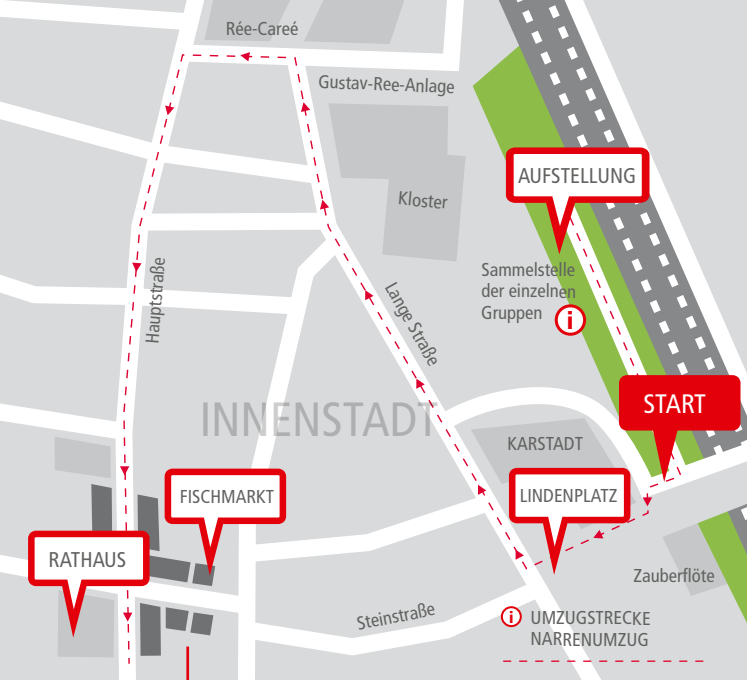 Rée-Careé
Gustav-Ree-Anlage
AUFSTELLUNG
Kloster
Sammelstelle
der einzelnen
Gruppen
i
Hauptstraße
Lange Straße
START
INNENSTADT
KARSTADT
FISCHMARKT
LINDENPLATZ
RATHAUS
Zauberflöte
Steinstraße
i UMZUGSTRECKE
NARRENUMZUG